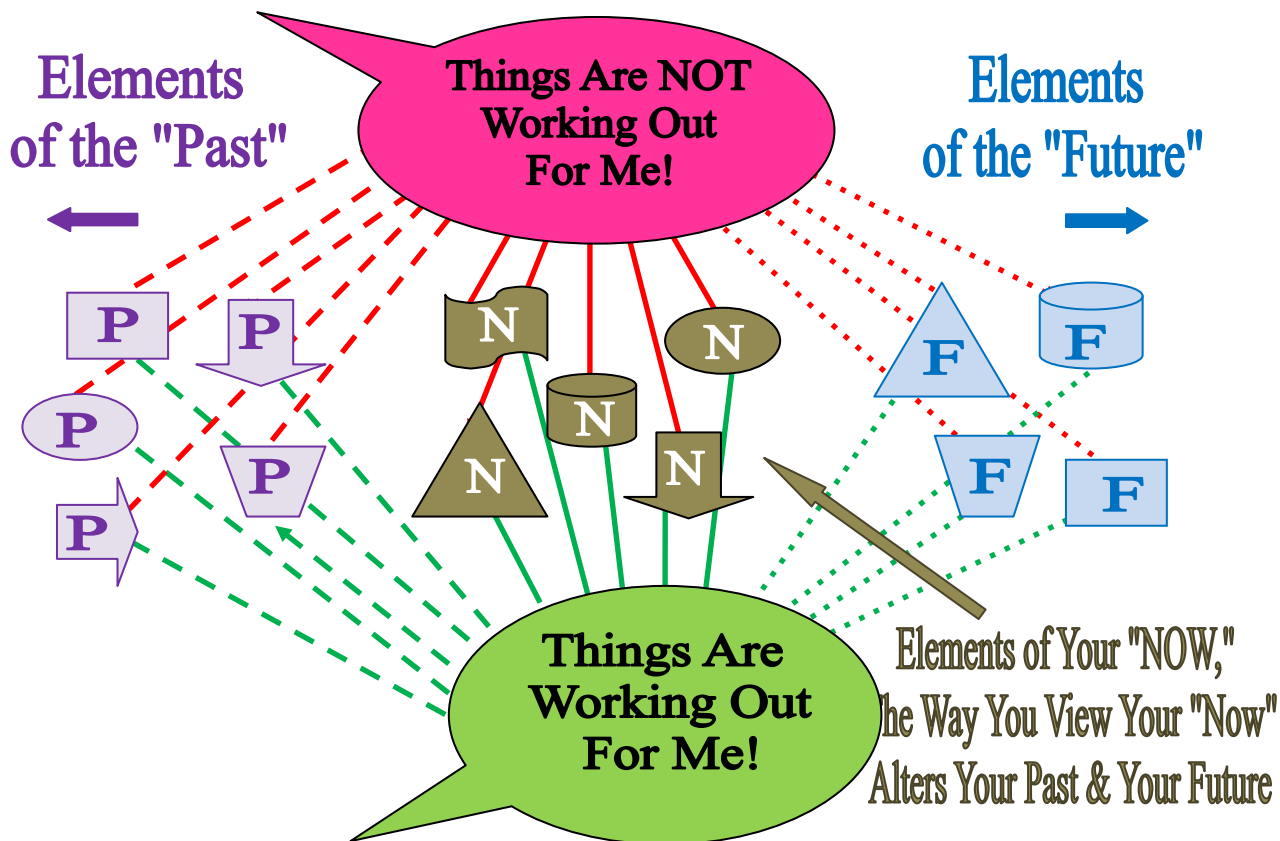 Things Are NOT
Working Out
For Me!
Elements
of the "Past"
Elements
of the "Future"
P
P
P
P
P
N
N
N
N
N
F
F
F
F
Things Are
Working Out
For Me!
Elements of Your "NOW,"
he Way You View Your "Now"
Alters Your Past & Your Future